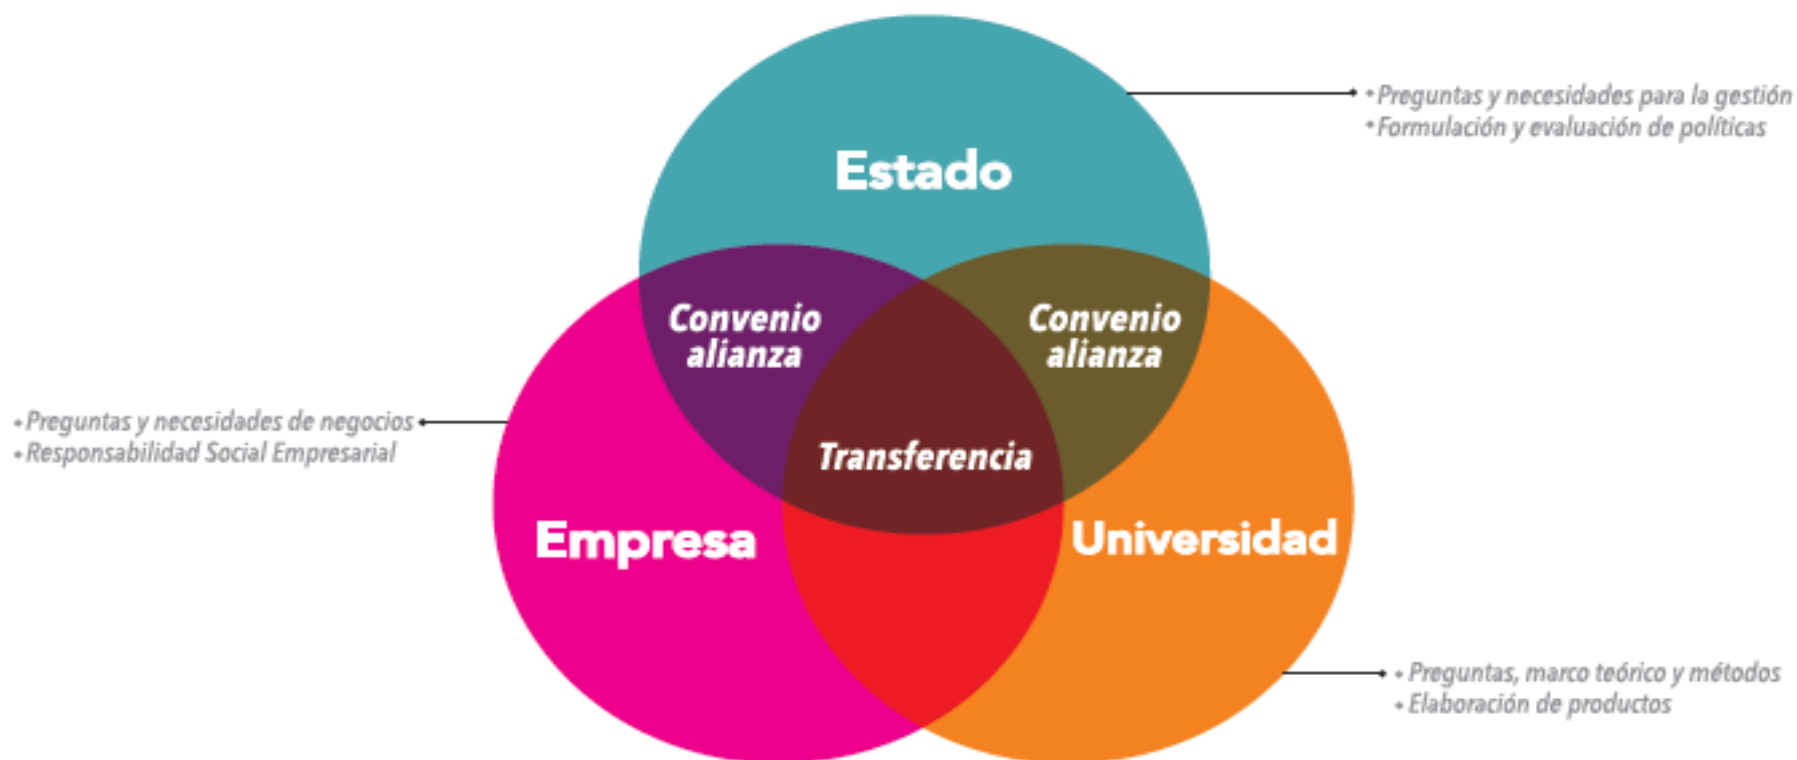 • Preguntas y necesidades para la gestión
• Formulación y evaluación de políticas
Estado
Convenio
alianza
Convenio
alianza
• Preguntas y necesidades de negocios
• Responsabilidad Social Empresarial
Transferencia
Empresa
Universidad
• Preguntas, marco teórico y métodos
• Elaboración de productos